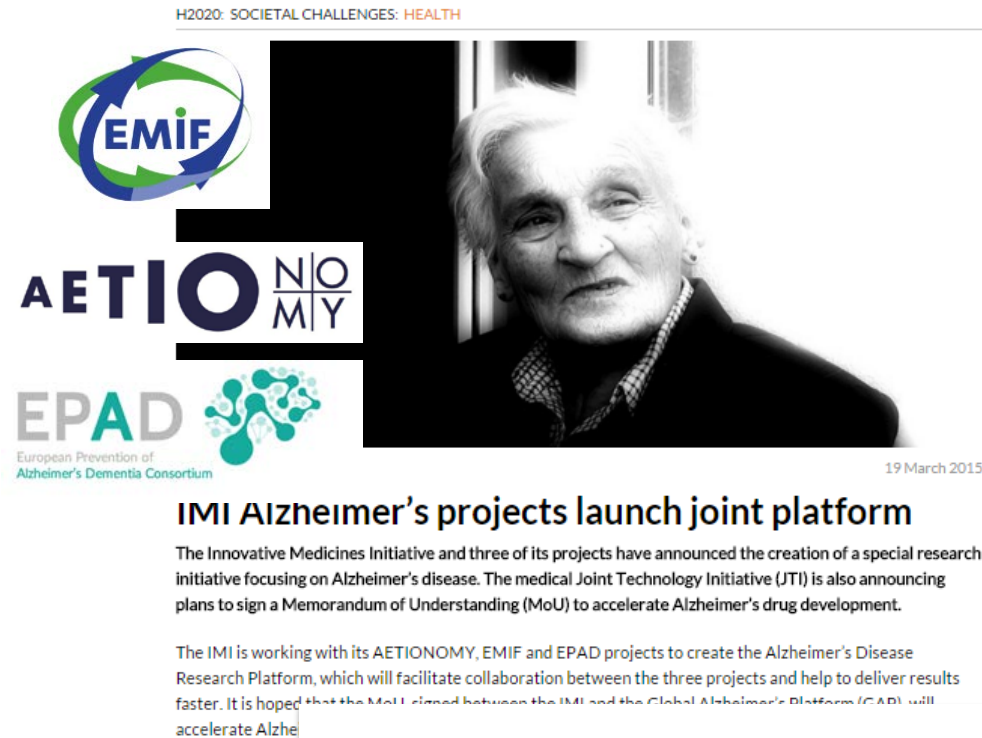 H2020: SOCIETAL CHALLENGES: HEALTH
EMiF
AETIONOMY
EPAD
European Prevention of
Alzheimer's Dementia Consortium
19 March 2015
IMI Alzheimer's projects launch joint platform
The Innovative Medicines Initiative and three of its projects have announced the creation of a special research
initiative focusing on Alzheimer's disease. The medical Joint Technology Initiative (JTI) is also announcing
plans to sign a Memorandum of Understanding (MoU) to accelerate Alzheimer's drug development.
The IMI is working with its AETIONOMY, EMIF and EPAD projects to create the Alzheimer's Disease
Research Platform, which will facilitate collaboration between the three projects and help to deliver results
faster. It is hoped that the MoU, signed between the IMI and the Global Alzheimer's Platform (GAP), will
accelerate Alzhe